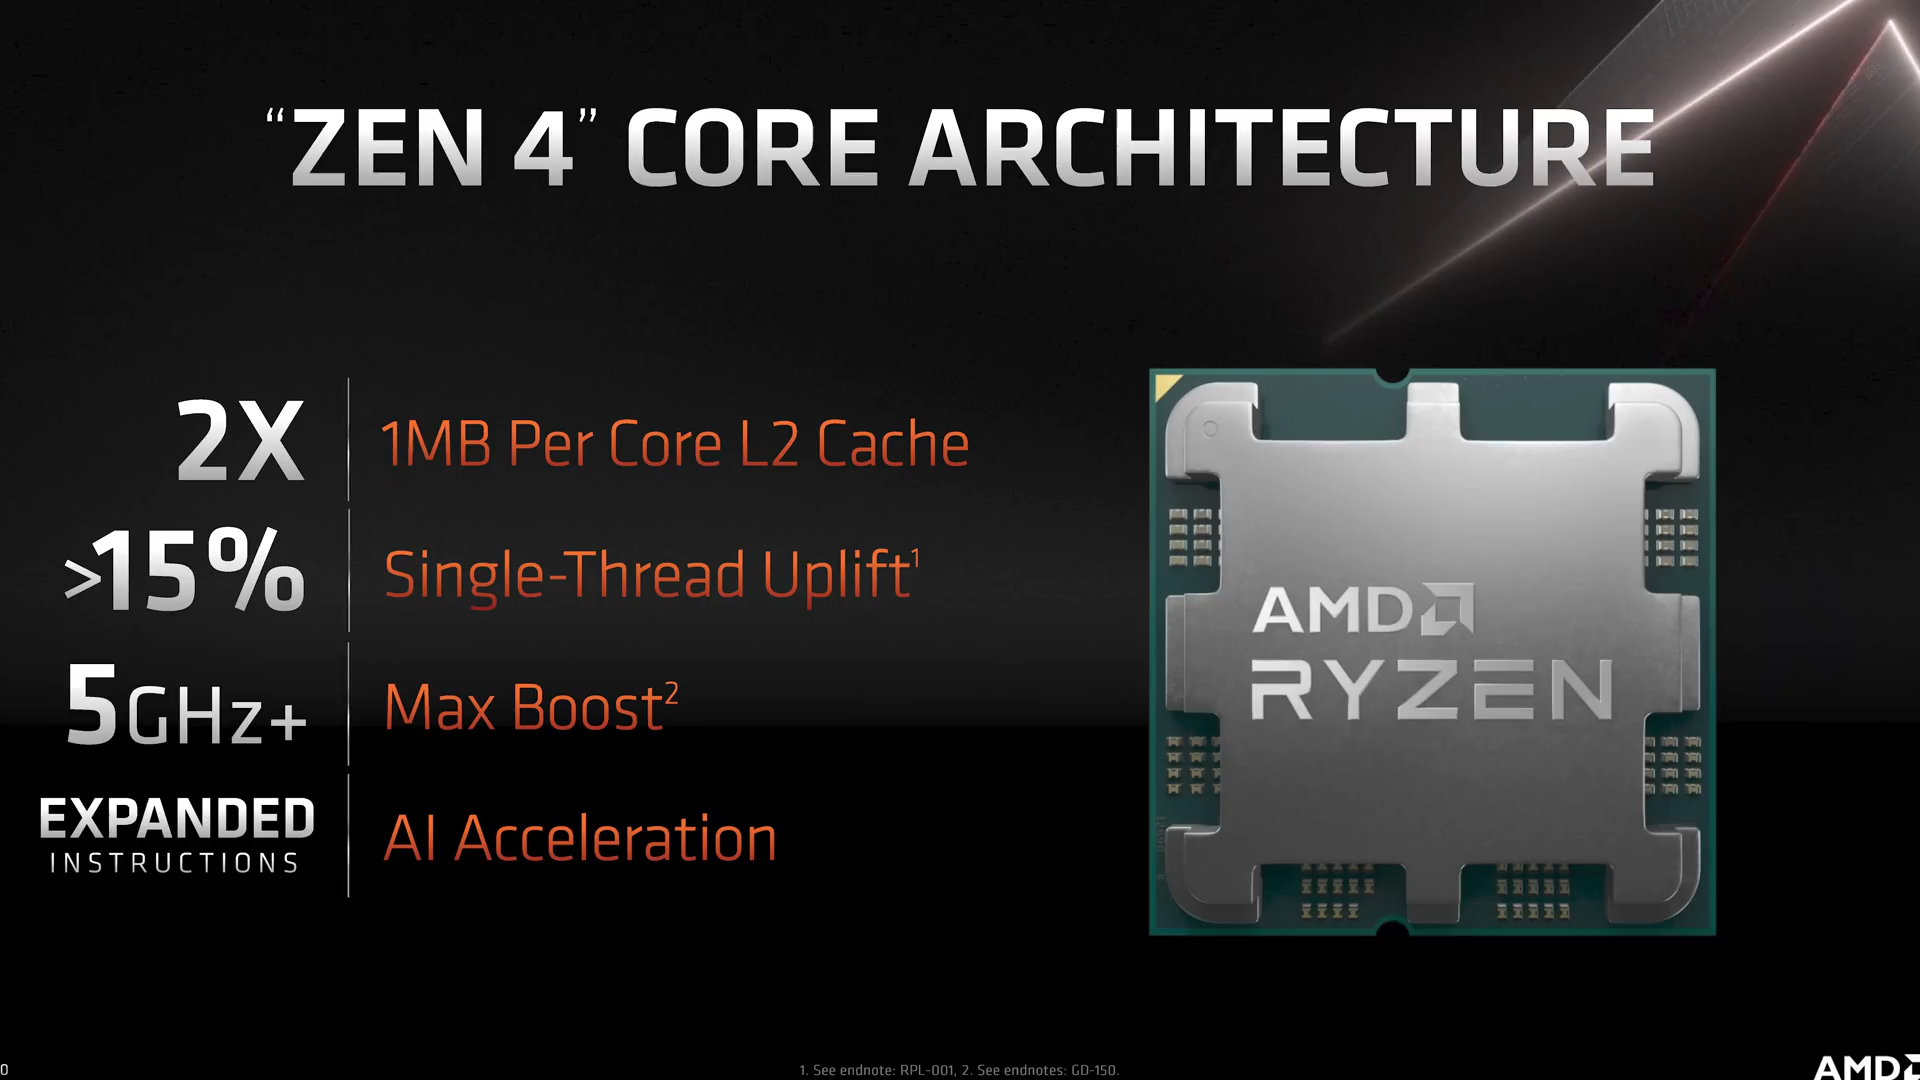 “ZEN 4” CORE ARCHITECTURE
2X 1MB Per Core L2 Cache
>15% Single-Thread Uplift¹
5GHz+ Max Boost²
EXPANDED
INSTRUCTIONS
AI Acceleration
AMD
RYZEN
0
1. See endnote: RPL-001, 2. See endnotes: GD-150.
AMD